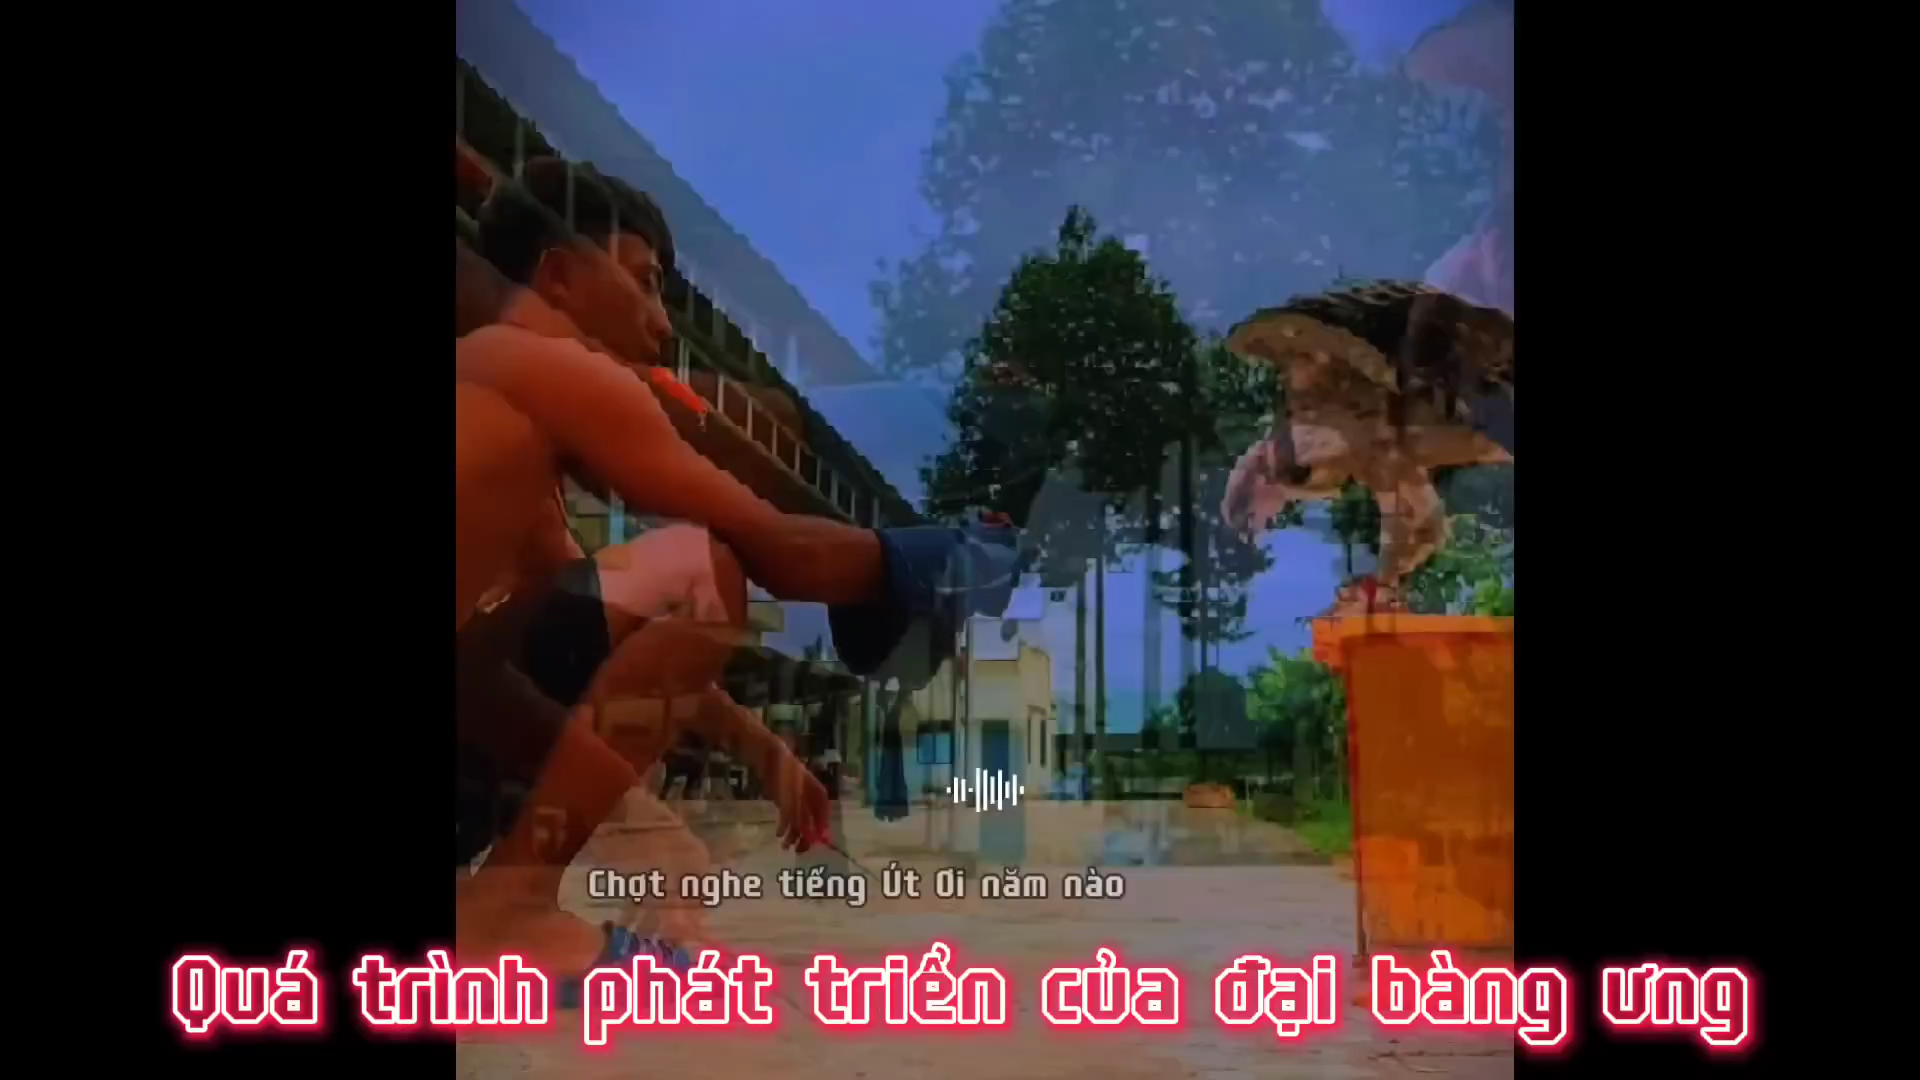 Chợt nghe tiếng Út Ơi năm nào
Quá trình phát triển của đại bàng ưng